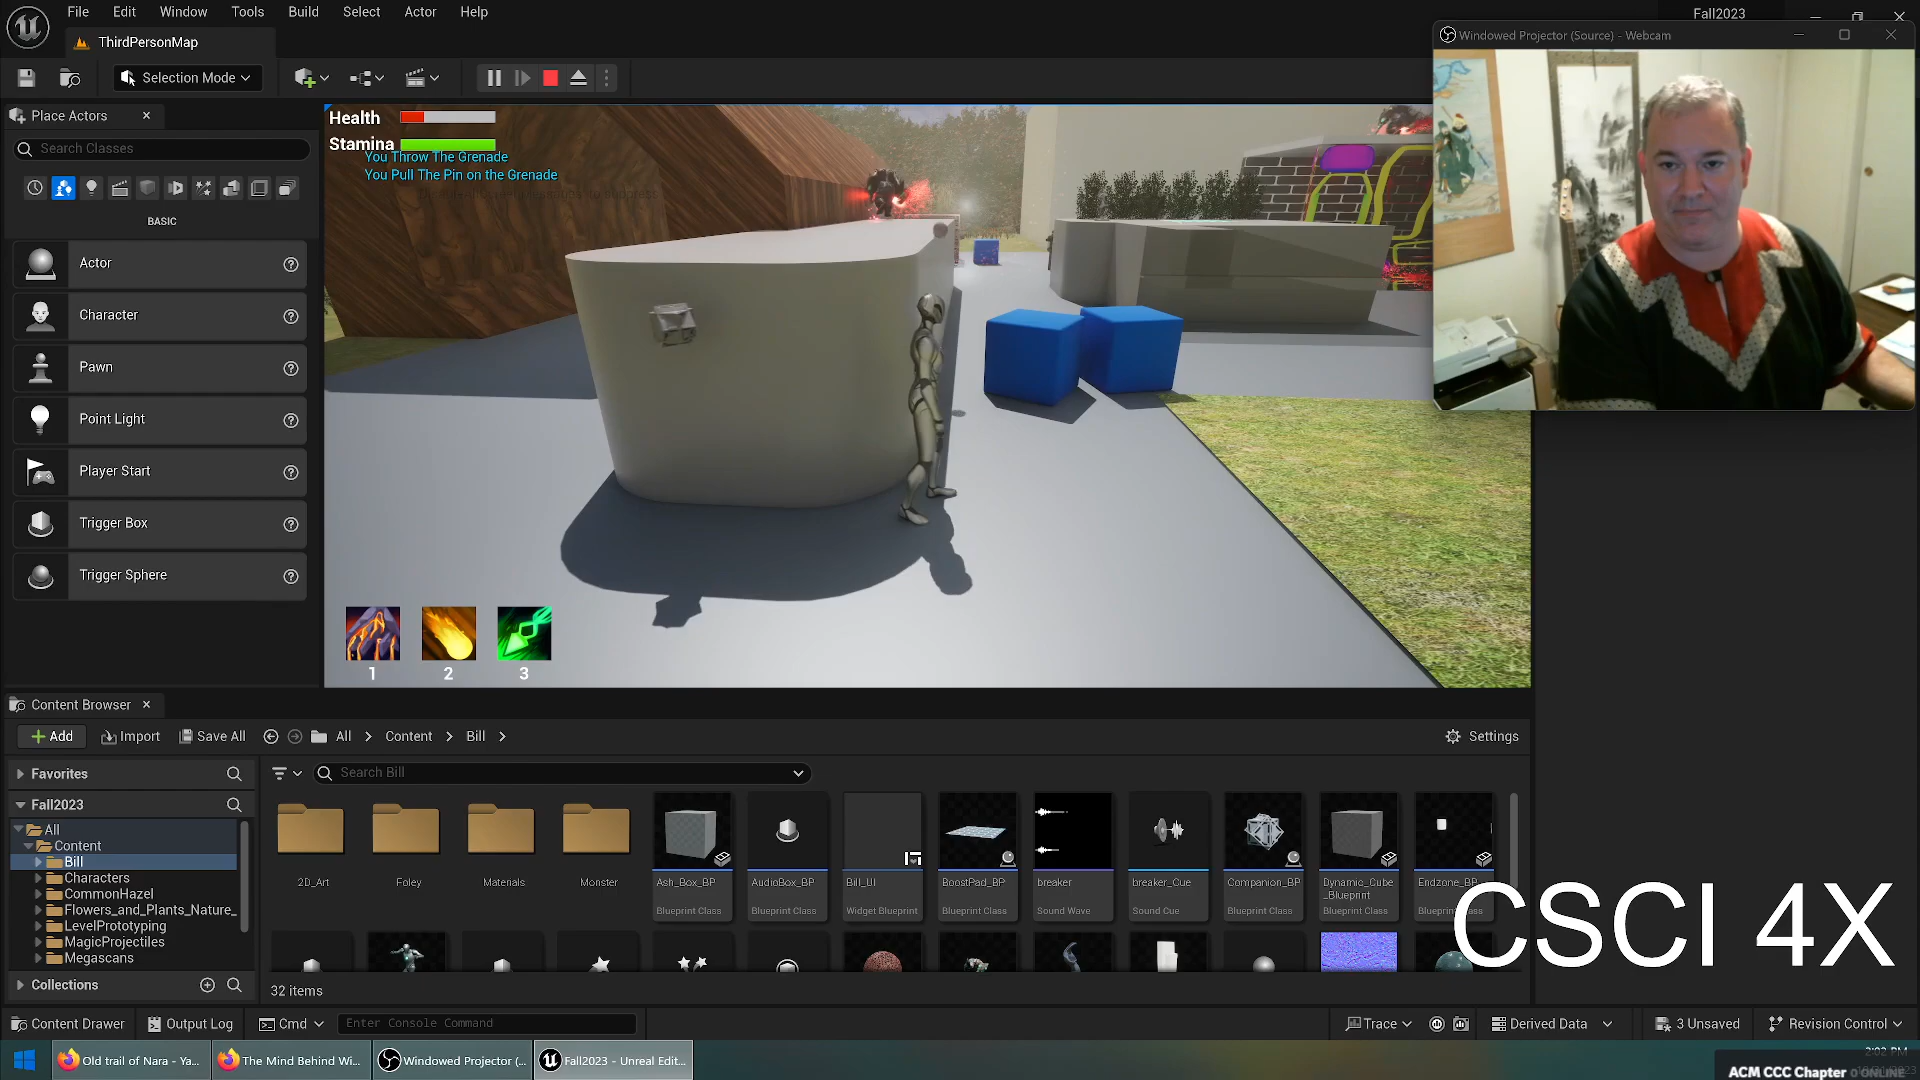 File Edit Window Tools Build Select Actor Help
Fall2023
ThirdPersonMap
Windowed Projector (Source) - Webcam
Selection Mode
Place Actors
Search Classes
BASIC
Actor
Character
Pawn
Point Light
Player Start
Trigger Box
Trigger Sphere
Health
Stamina
You Throw The Grenade
You Pull The Pin on the Grenade
1 2 3
Content Browser
Add Import Save All All Content Bill Settings
Favorites
Search Bill
Fall2023
All
Content
Bill
Characters
CommonHazel
Flowers_and_Plants_Nature_
LevelPrototyping
MagicProjectiles
Megascans
Collections
2D_Art Foley Materials Monster
Ash_Box_BP
Blueprint Class
AudioBox_BP
Blueprint Class
Bill_UI
Widget Blueprint
BoostPad_BP
Blueprint Class
breaker
Sound Wave
breaker_Cue
Sound Cue
Companion_BP
Blueprint Class
Dynamic_Cube
_Blueprint
Blueprint Class
Endzone_BP
Blueprint Class
32 items
CSCI 4X
Content Drawer Output Log Cmd Enter Console Command Trace Derived Data 3 Unsaved Revision Control
Old trail of Nara - Ya... The Mind Behind Wi... Windowed Projector (... Fall2023 - Unreal Edit...
2:02 PM
ACM CCC Chapter 0 ONLINE